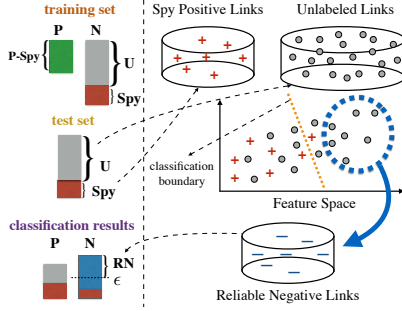 training set
P N
P-Spy
U
Spy
test set
U
Spy
classification results
P N
RN
ϵ
Spy Positive Links
Unlabeled Links
classification
boundary
Feature Space
Reliable Negative Links